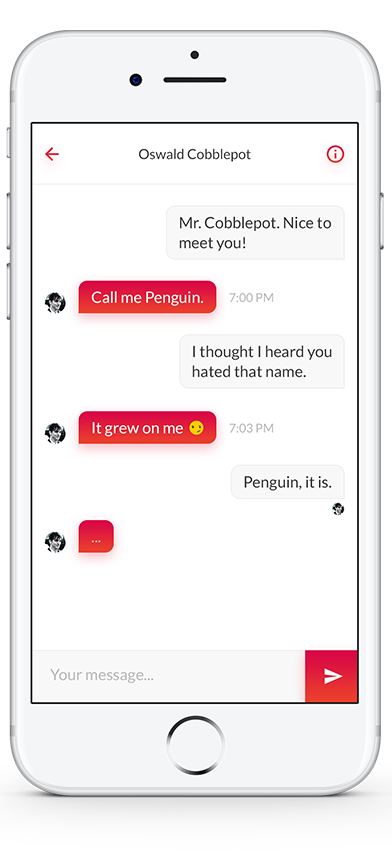 Oswald Cobblepot
Mr. Cobblepot. Nice to
meet you!
Call me Penguin.
7:00 PM
I thought I heard you
hated that name.
It grew on me 😏
7:03 PM
Penguin, it is.
...
Your message...